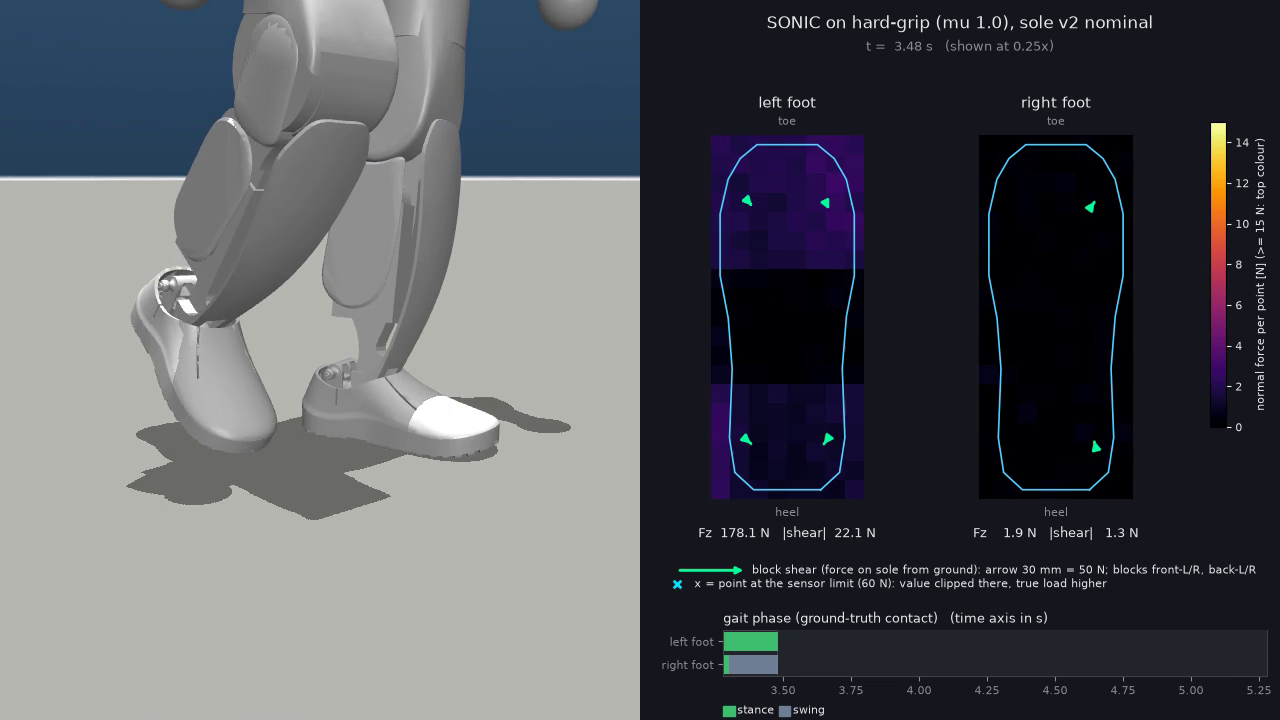 SONIC on hard-grip (mu 1.0), sole v2 nominal
t =  3.48 s   (shown at 0.25x)
left foot
right foot
toe
toe
14
12
10
8
6
4
2
0
normal force per point [N] (>= 15 N: top colour)
heel
heel
Fz  178.1 N   |shear|  22.1 N
Fz    1.9 N   |shear|   1.3 N
block shear (force on sole from ground): arrow 30 mm = 50 N; blocks front-L/R, back-L/R
x = point at the sensor limit (60 N): value clipped there, true load higher
gait phase (ground-truth contact)   (time axis in s)
left foot
right foot
3.50 3.75 4.00 4.25 4.50 4.75 5.00 5.25
stance swing